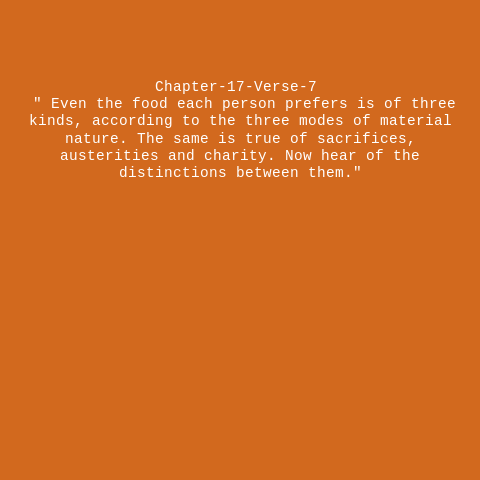 Chapter-17-Verse-7
" Even the food each person prefers is of three
kinds, according to the three modes of material
nature. The same is true of sacrifices,
austerities and charity. Now hear of the
distinctions between them."